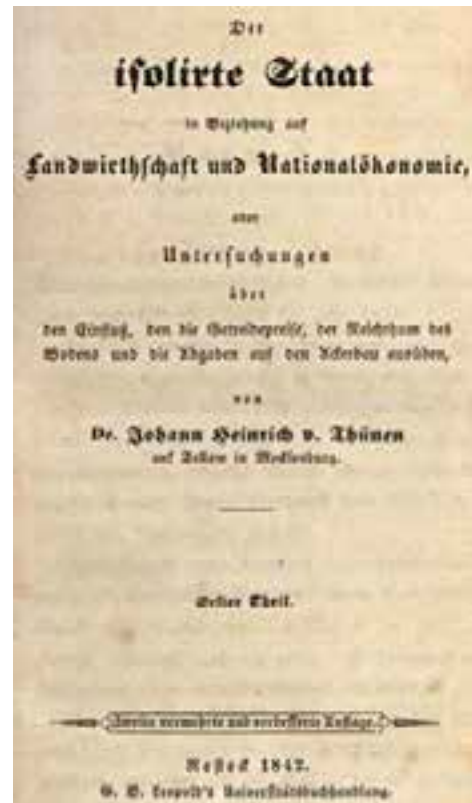 Der
isolirte Staat
in Beziehung auf
Landwirthschaft und Nationalökonomie,
oder
Untersuchungen
über
den Einfluß, den die Getreidepreise, der Reichthum des
Bodens und die Abgaben auf den Ackerbau ausüben,
von
Dr. Johann Heinrich v. Thünen
auf Tellow in Mecklenburg.
Erster Theil.
Zweite vermehrte und verbesserte Auflage.
Rostock 1842.
G. B. Leopold's Universitätsbuchhandlung.